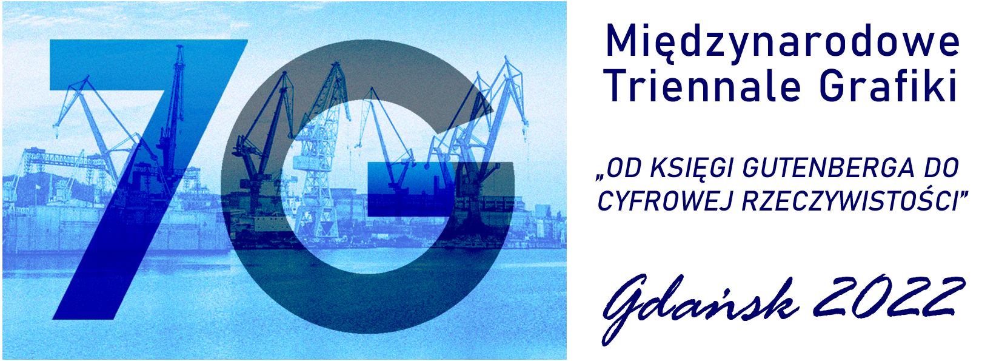 7G
Międzynarodowe
Triennale Grafiki
„OD KSIĘGI GUTENBERGA DO
CYFROWEJ RZECZYWISTOŚCI”
Gdańsk 2022